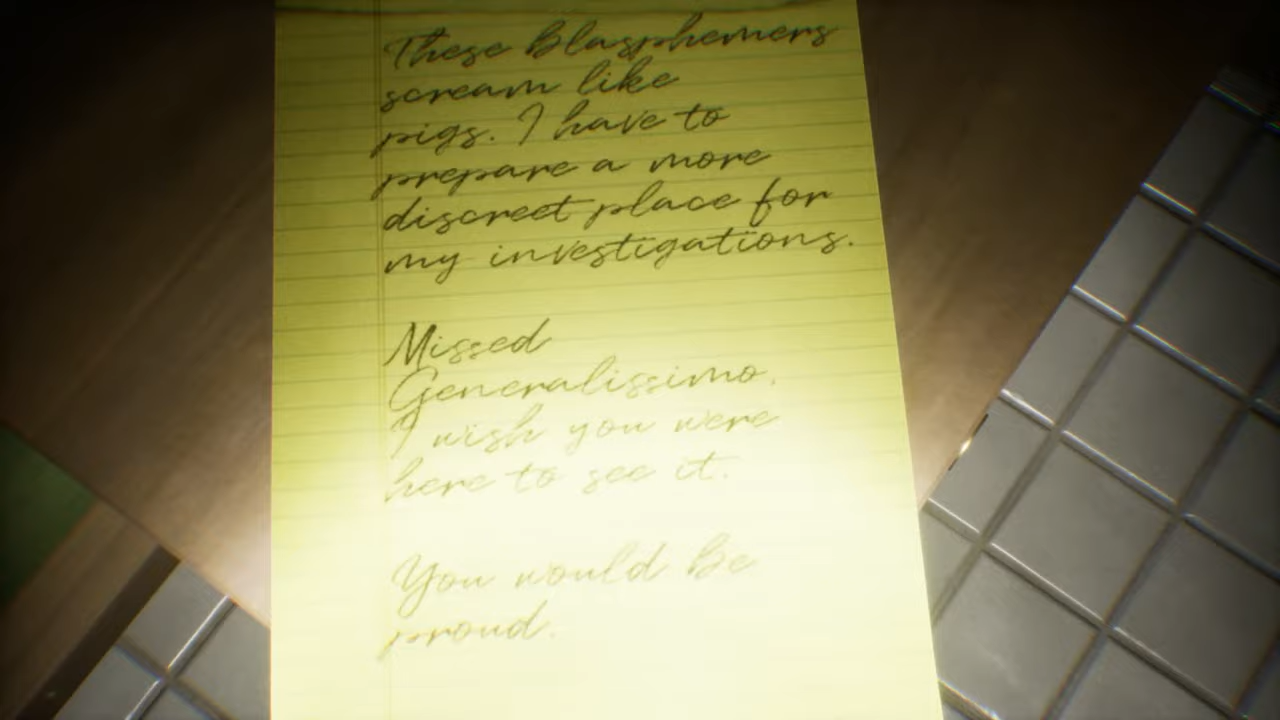 These Blasphemers
scream like
pigs. I have to
prepare a more
discreet place for
my investigations.
Missed
Generalissimo,
I wish you were
here to see it.
You would Be
proud.